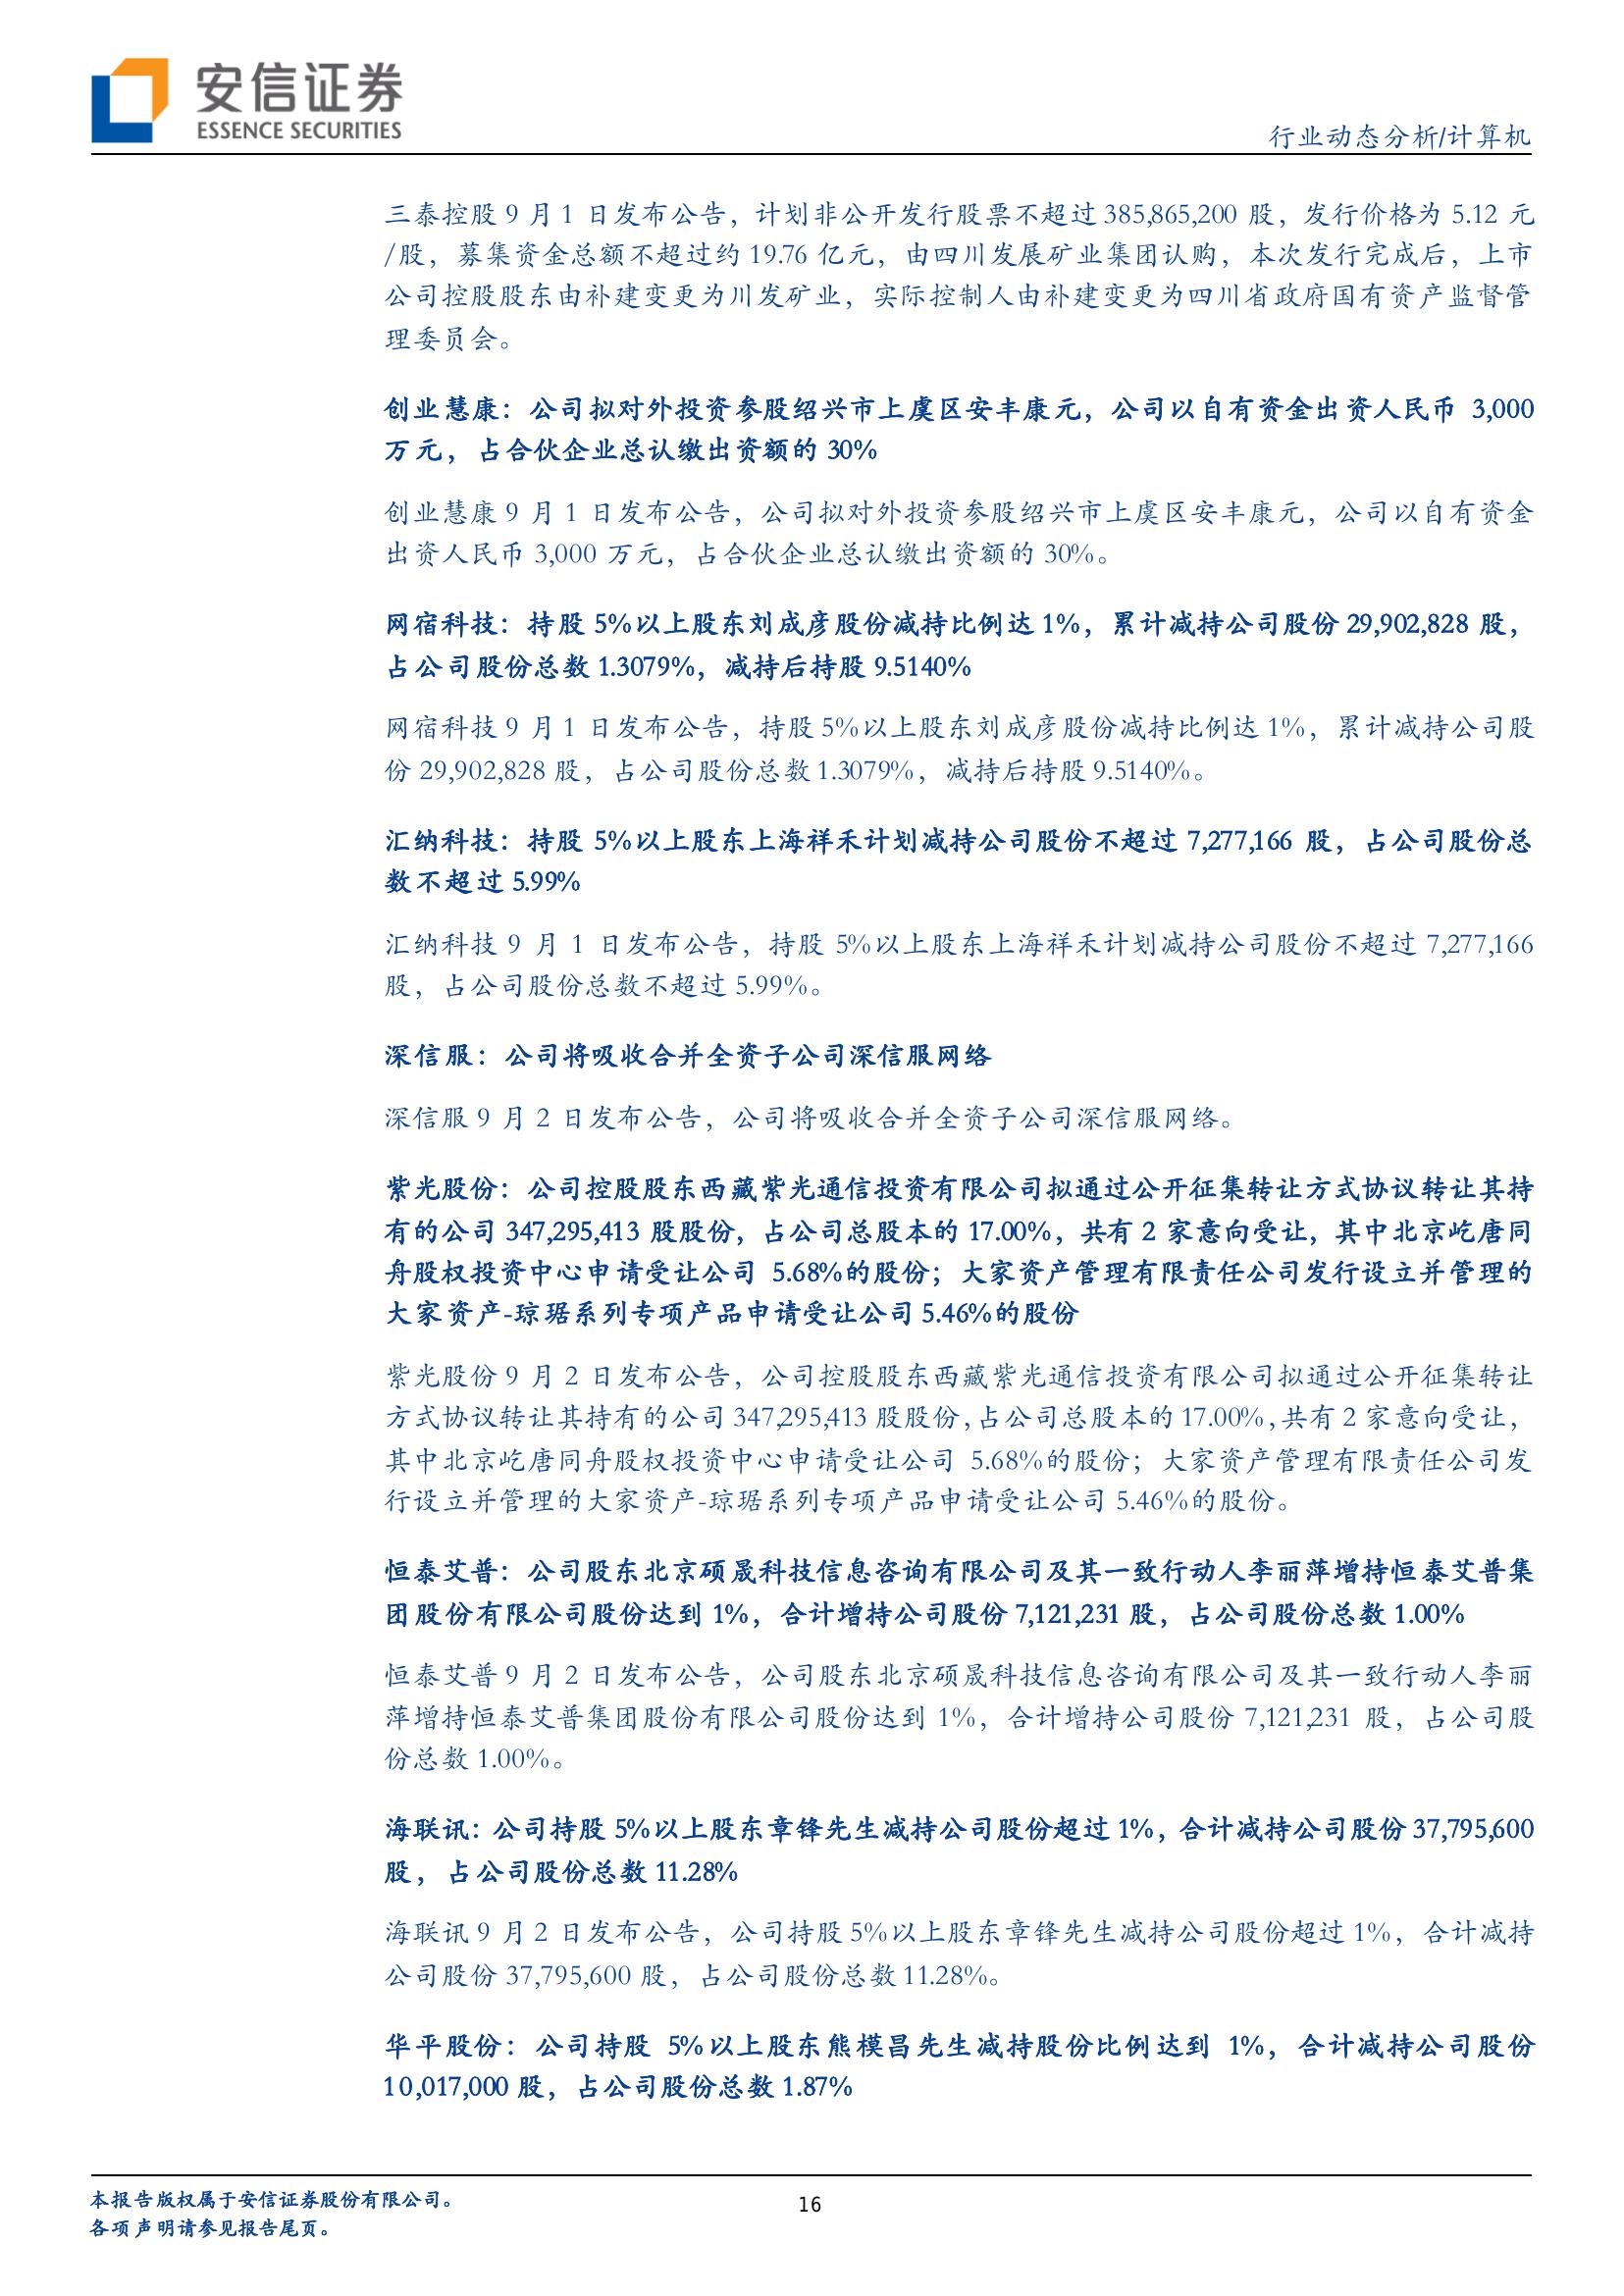 安信证券
ESSENCE SECURITIES
行业动态分析/计算机
三泰控股 9 月 1 日发布公告，计划非公开发行股票不超过 385,865,200 股，发行价格为 5.12 元
/股，募集资金总额不超过约 19.76 亿元，由四川发展矿业集团认购，本次发行完成后，上市
公司控股股东由补建变更为川发矿业，实际控制人由补建变更为四川省政府国有资产监督管
理委员会。
创业慧康：公司拟对外投资参股绍兴市上虞区安丰康元，公司以自有资金出资人民币 3,000
万元，占合伙企业总认缴出资额的 30%
创业慧康 9 月 1 日发布公告，公司拟对外投资参股绍兴市上虞区安丰康元，公司以自有资金
出资人民币 3,000 万元，占合伙企业总认缴出资额的 30%。
网宿科技：持股 5%以上股东刘成彦股份减持比例达 1%，累计减持公司股份 29,902,828 股，
占公司股份总数 1.3079%，减持后持股 9.5140%
网宿科技 9 月 1 日发布公告，持股 5%以上股东刘成彦股份减持比例达 1%，累计减持公司股
份 29,902,828 股，占公司股份总数 1.3079%，减持后持股 9.5140%。
汇纳科技：持股 5%以上股东上海祥禾计划减持公司股份不超过 7,277,166 股，占公司股份总
数不超过 5.99%
汇纳科技 9 月 1 日发布公告，持股 5%以上股东上海祥禾计划减持公司股份不超过 7,277,166
股，占公司股份总数不超过 5.99%。
深信服：公司将吸收合并全资子公司深信服网络
深信服 9 月 2 日发布公告，公司将吸收合并全资子公司深信服网络。
紫光股份：公司控股股东西藏紫光通信投资有限公司拟通过公开征集转让方式协议转让其持
有的公司 347,295,413 股股份，占公司总股本的 17.00%，共有 2 家意向受让，其中北京屹唐同
舟股权投资中心申请受让公司 5.68%的股份；大家资产管理有限责任公司发行设立并管理的
大家资产-琼琚系列专项产品申请受让公司 5.46%的股份
紫光股份 9 月 2 日发布公告，公司控股股东西藏紫光通信投资有限公司拟通过公开征集转让
方式协议转让其持有的公司 347,295,413 股股份，占公司总股本的 17.00%，共有 2 家意向受让，
其中北京屹唐同舟股权投资中心申请受让公司 5.68%的股份；大家资产管理有限责任公司发
行设立并管理的大家资产-琼琚系列专项产品申请受让公司 5.46%的股份。
恒泰艾普：公司股东北京硕晟科技信息咨询有限公司及其一致行动人李丽萍增持恒泰艾普集
团股份有限公司股份达到 1%，合计增持公司股份 7,121,231 股，占公司股份总数 1.00%
恒泰艾普 9 月 2 日发布公告，公司股东北京硕晟科技信息咨询有限公司及其一致行动人李丽
萍增持恒泰艾普集团股份有限公司股份达到 1%，合计增持公司股份 7,121,231 股，占公司股
份总数 1.00%。
海联讯：公司持股 5%以上股东章锋先生减持公司股份超过 1%，合计减持公司股份 37,795,600
股，占公司股份总数 11.28%
海联讯 9 月 2 日发布公告，公司持股 5%以上股东章锋先生减持公司股份超过 1%，合计减持
公司股份 37,795,600 股，占公司股份总数 11.28%。
华平股份：公司持股 5%以上股东熊模昌先生减持股份比例达到 1%，合计减持公司股份
10,017,000 股，占公司股份总数 1.87%
本报告版权属于安信证券股份有限公司。
16
各项声明请参见报告尾页。